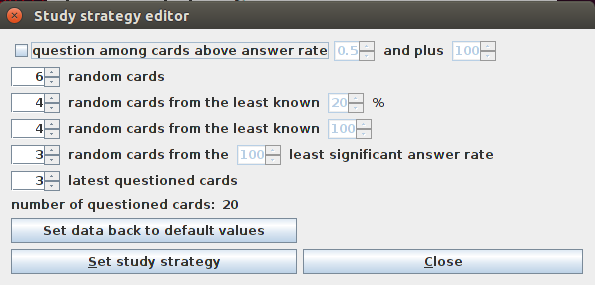 Study strategy editor
question among cards above answer rate 0.5 and plus 100
6 random cards
4 random cards from the least known 20 %
4 random cards from the least known 100
3 random cards from the 100 least significant answer rate
3 latest questioned cards
number of questioned cards: 20
Set data back to default values
Set study strategy Close